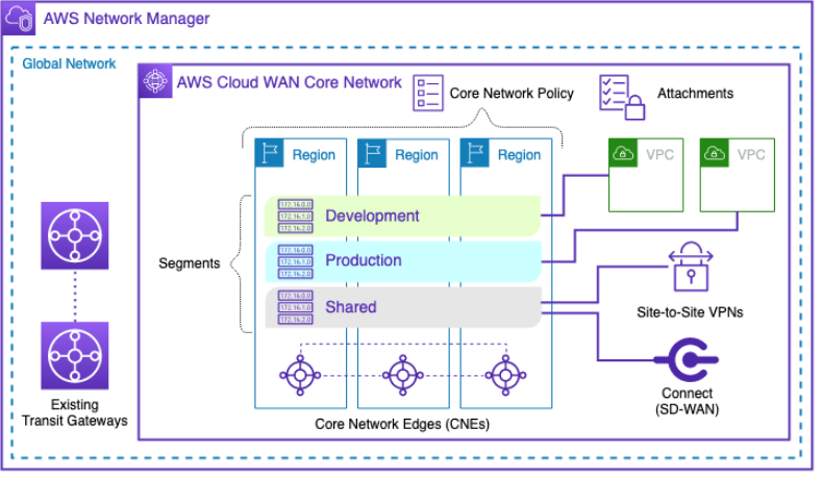 AWS Network Manager
Global Network
AWS Cloud WAN Core Network
Core Network Policy
Attachments
Region
Region
Region
VPC
VPC
Segments
172.16.0.0
172.16.1.0
172.16.2.0
Development
172.16.0.0
172.16.1.0
172.16.2.0
Production
172.16.0.0
172.16.1.0
172.16.2.0
Shared
Site-to-Site VPNs
Connect
(SD-WAN)
Existing
Transit Gateways
Core Network Edges (CNEs)